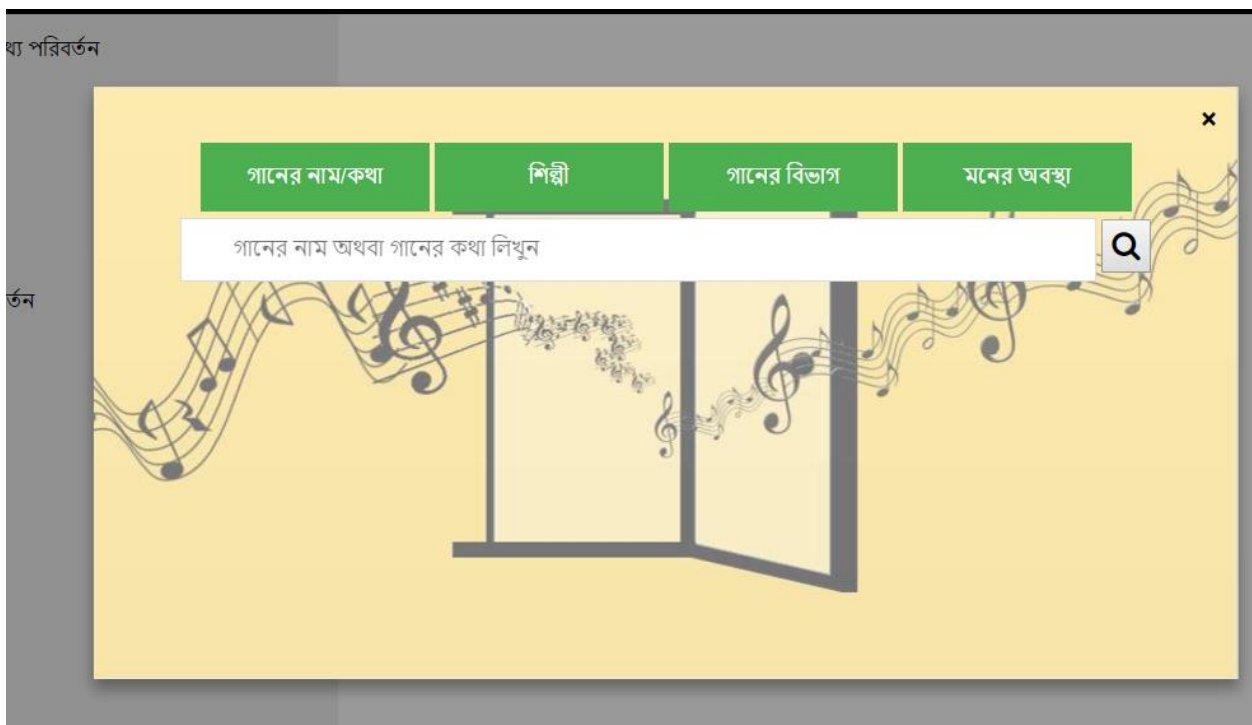 থ্য পরিবর্তন
×
গানের নাম/কথা শিল্পী গানের বিভাগ মনের অবস্থা
গানের নাম অথবা গানের কথা লিখুন
র্তন